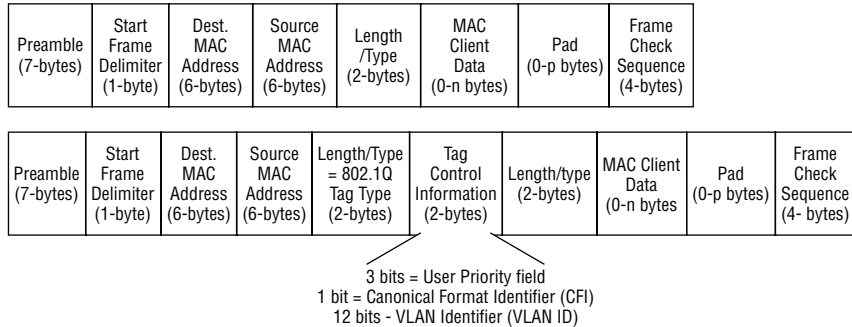 Preamble
(7-bytes)
Start
Frame
Delimiter
(1-byte)
Dest.
MAC
Address
(6-bytes)
Source
MAC
Address
(6-bytes)
Length
/Type
(2-bytes)
MAC
Client
Data
(0-n bytes)
Pad
(0-p bytes)
Frame
Check
Sequence
(4-bytes)
Preamble
(7-bytes)
Start
Frame
Delimiter
(1-byte)
Dest.
MAC
Address
(6-bytes)
Source
MAC
Address
(6-bytes)
Length/Type
= 802.1Q
Tag Type
(2-bytes)
Tag
Control
Information
(2-bytes)
Length/type
(2-bytes)
MAC Client
Data
(0-n bytes
Pad
(0-p bytes)
Frame
Check
Sequence
(4- bytes)
3 bits = User Priority field
1 bit = Canonical Format Identifier (CFI)
12 bits - VLAN Identifier (VLAN ID)